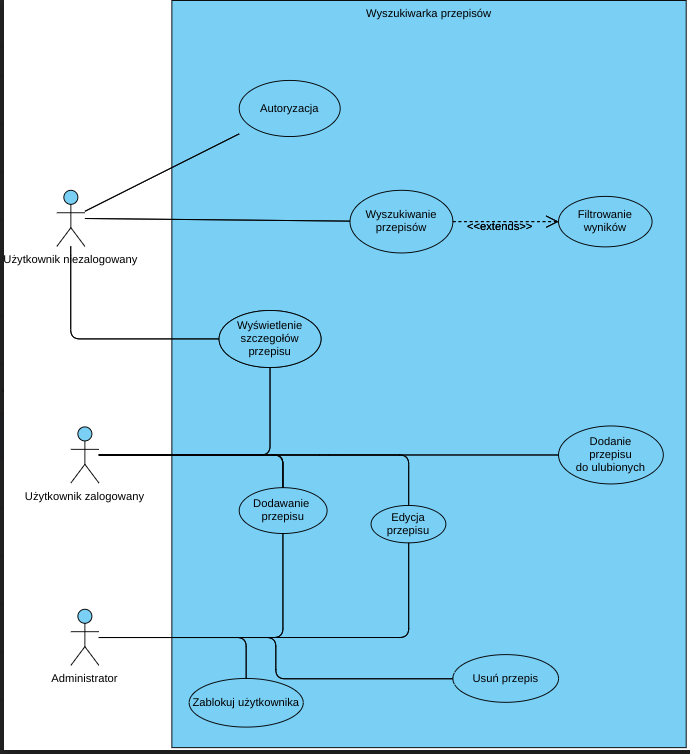 Wyszukiwarka przepisów
Autoryzacja
Wyszukiwanie
przepisów
<<extends>>
Filtrowanie
wyników
Użytkownik niezalogowany
Wyświetlenie
szczegółów
przepisu
Użytkownik zalogowany
Dodanie
przepisu
do ulubionych
Dodawanie
przepisu
Edycja
przepisu
Administrator
Zablokuj użytkownika
Usuń przepis